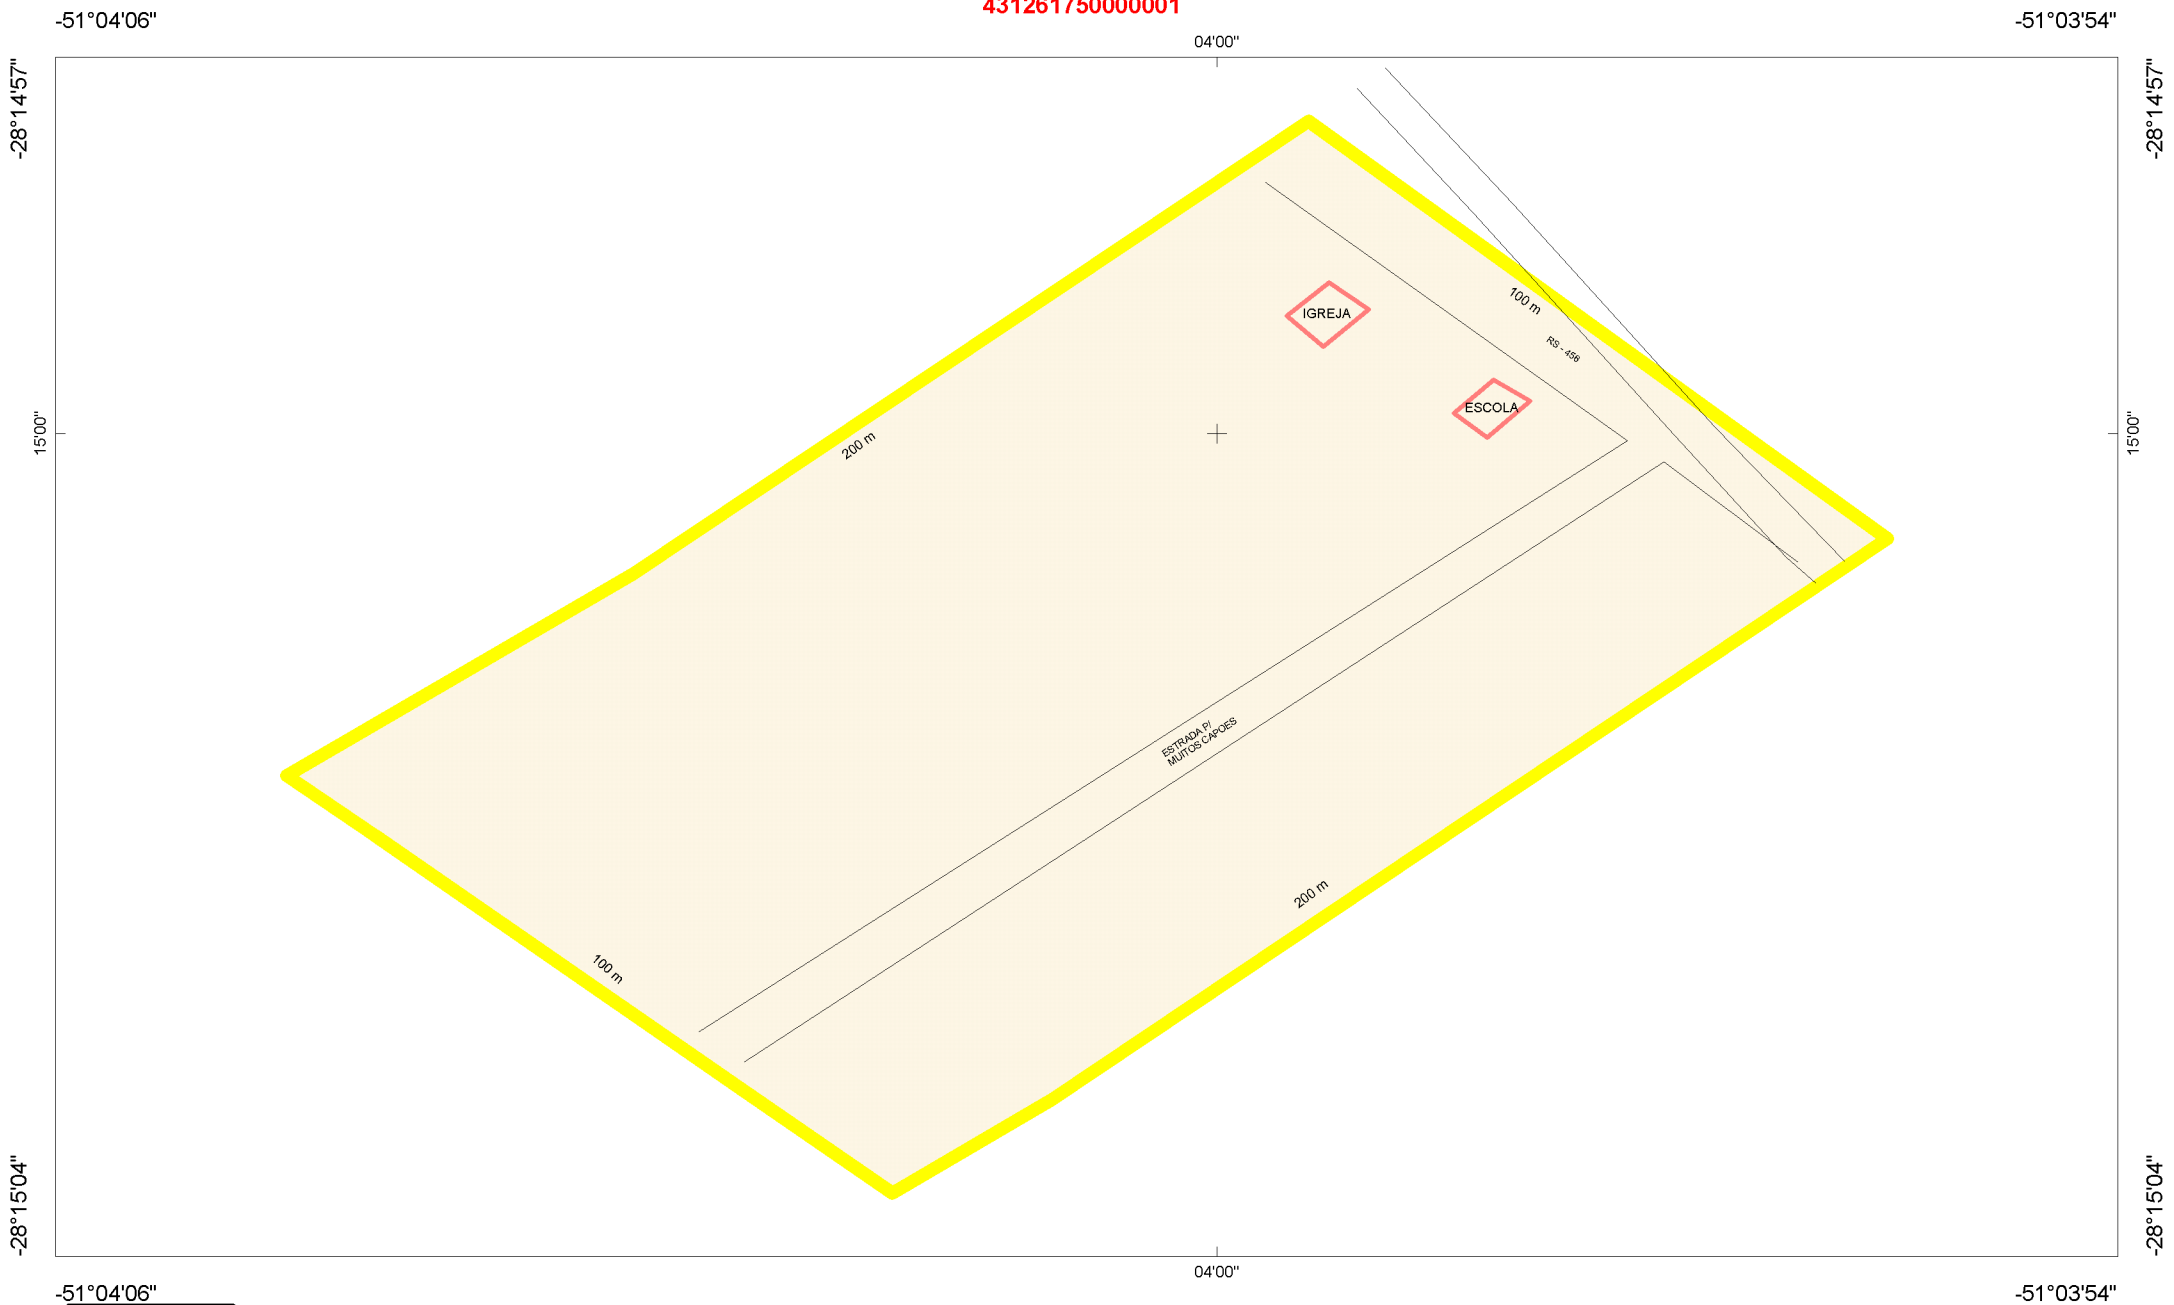 431261750000001
-51°04'06"
-51°03'54"
04'00"
-28°14'57"
-28°14'57"
100 m
IGREJA
RS - 456
ESCOLA
15'00"
15'00"
200 m
ESTRADA P/
MUITOS CAPOES
200 m
100 m
-28°15'04"
-28°15'04"
04'00"
-51°04'06"
-51°03'54"